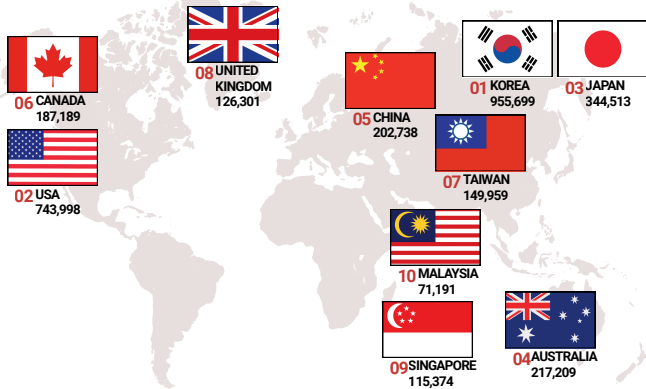 08 UNITED
KINGDOM
126,301
01 KOREA
955,699
03 JAPAN
344,513
06 CANADA
187,189
05 CHINA
202,738
07 TAIWAN
149,959
02 USA
743,998
10 MALAYSIA
71,191
09 SINGAPORE
115,374
04 AUSTRALIA
217,209